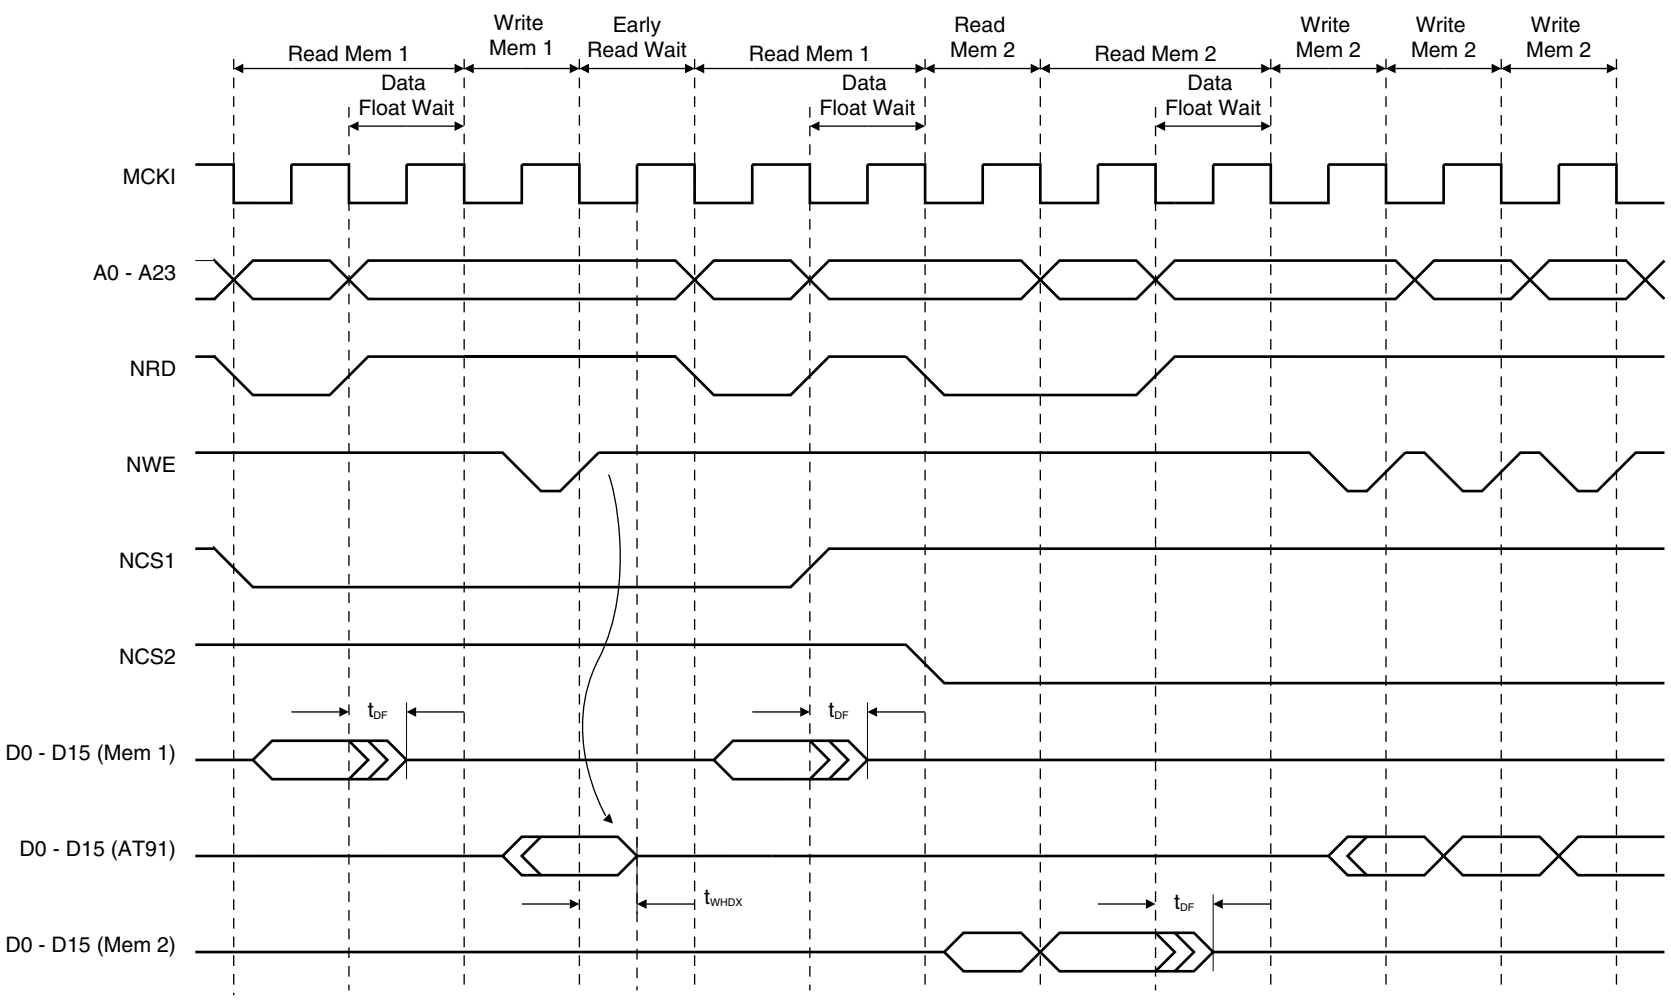 Read Mem 1
Write
Mem 1
Early
Read Wait
Read Mem 1
Read
Mem 2
Read Mem 2
Write
Mem 2
Write
Mem 2
Write
Mem 2
Data
Float Wait
Data
Float Wait
Data
Float Wait
MCKI
A0 - A23
NRD
NWE
NCS1
NCS2
tDF
tDF
D0 - D15 (Mem 1)
D0 - D15 (AT91)
tWHDX
tDF
D0 - D15 (Mem 2)